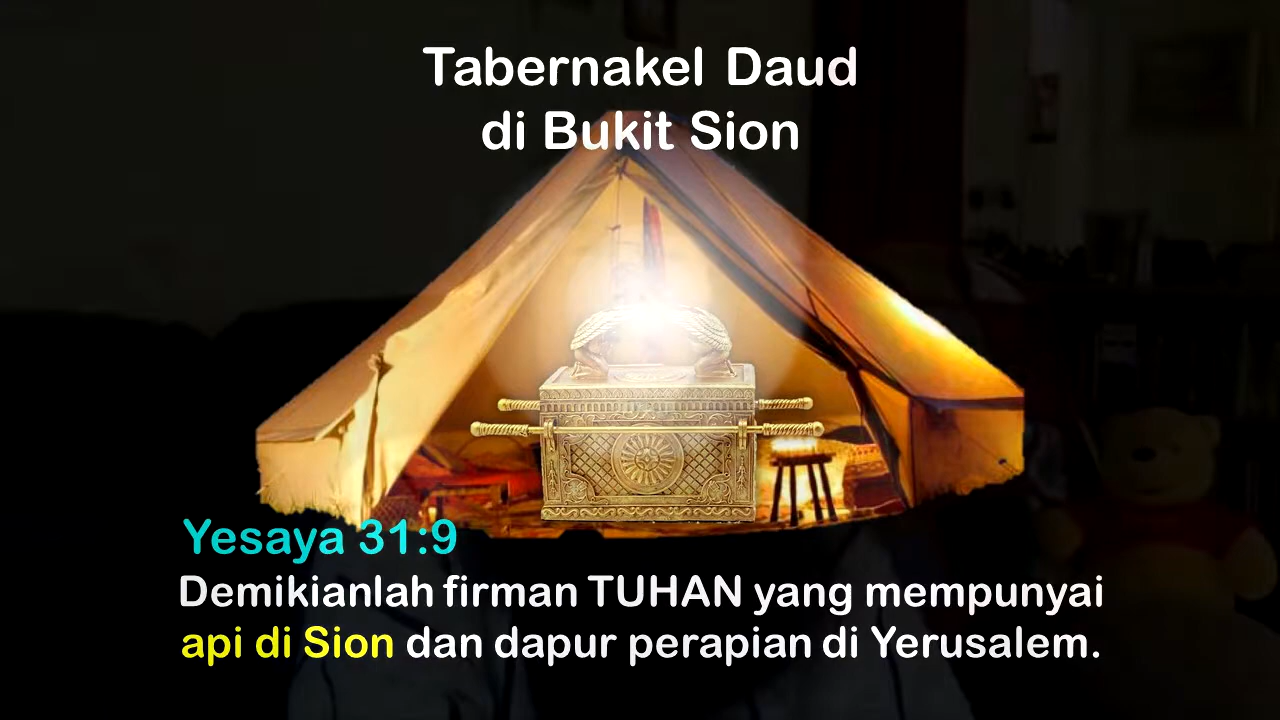 Tabernakel Daud
di Bukit Sion
Yesaya 31:9
Demikianlah firman TUHAN yang mempunyai
api di Sion dan dapur perapian di Yerusalem.